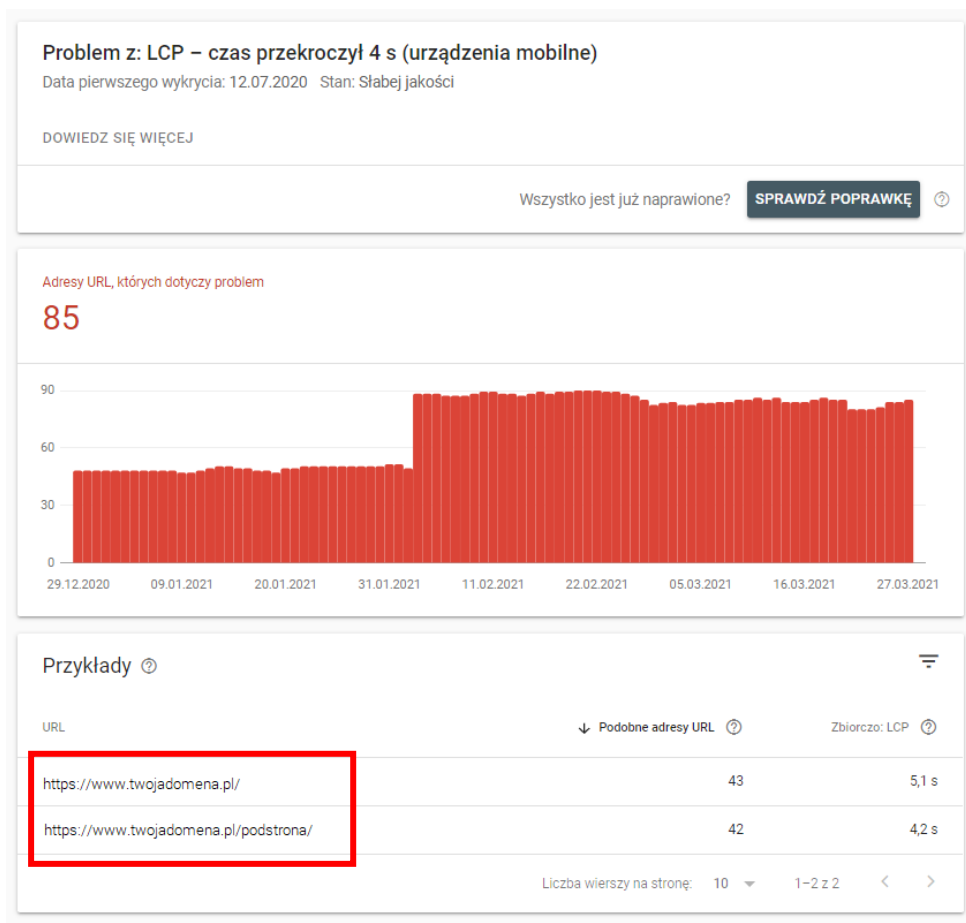 Problem z: LCP – czas przekroczył 4 s (urządzenia mobilne)
Data pierwszego wykrycia: 12.07.2020 Stan: Słabej jakości
DOWIEDZ SIĘ WIĘCEJ
Wszystko jest już naprawione? SPRAWDŹ POPRAWKĘ
Adresy URL, których dotyczy problem
85
90
60
30
0
29.12.2020 09.01.2021 20.01.2021 31.01.2021 11.02.2021 22.02.2021 05.03.2021 16.03.2021 27.03.2021
Przykłady
URL Podobne adresy URL Zbiorczo: LCP
https://www.twojadomena.pl/ 43 5,1 s
https://www.twojadomena.pl/podstrona/ 42 4,2 s
Liczba wierszy na stronę: 10 1–2 z 2